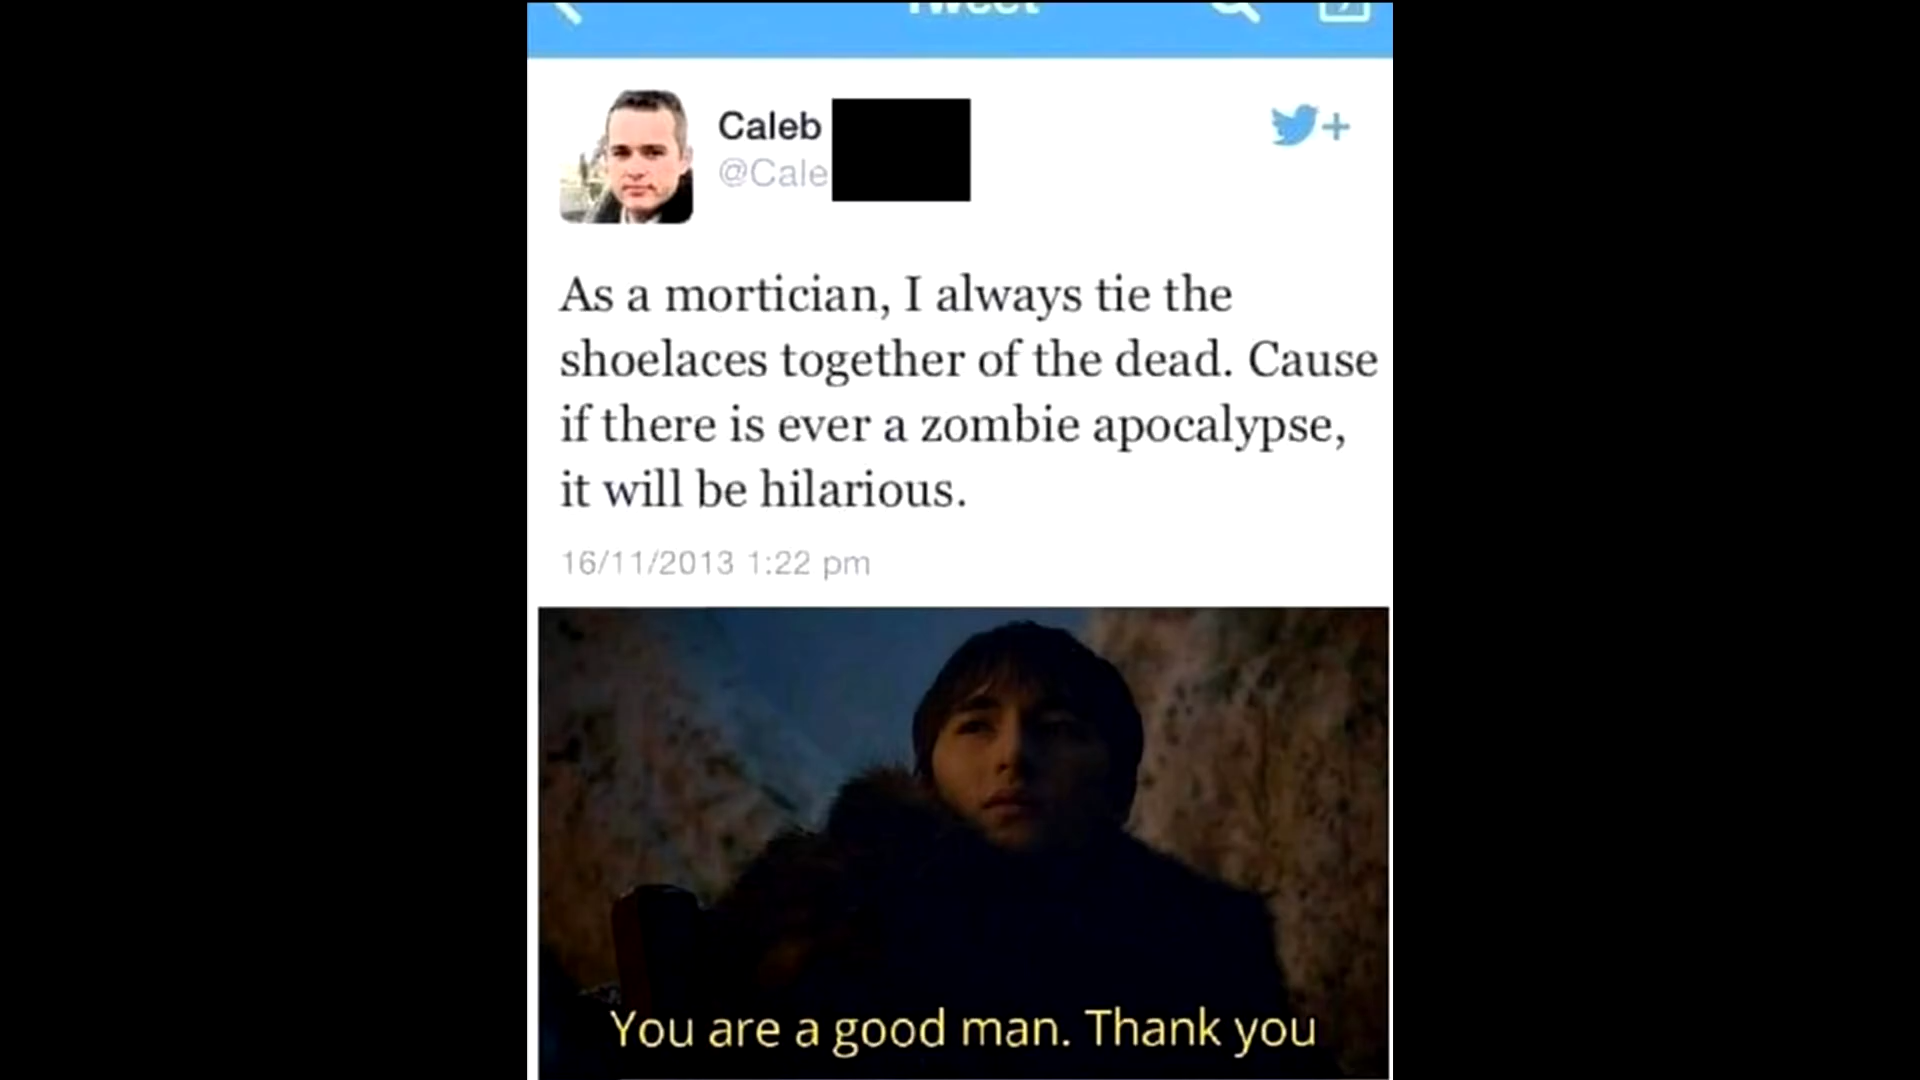 Tweet
Caleb
@Cale
As a mortician, I always tie the
shoelaces together of the dead. Cause
if there is ever a zombie apocalypse,
it will be hilarious.
16/11/2013 1:22 pm
You are a good man. Thank you